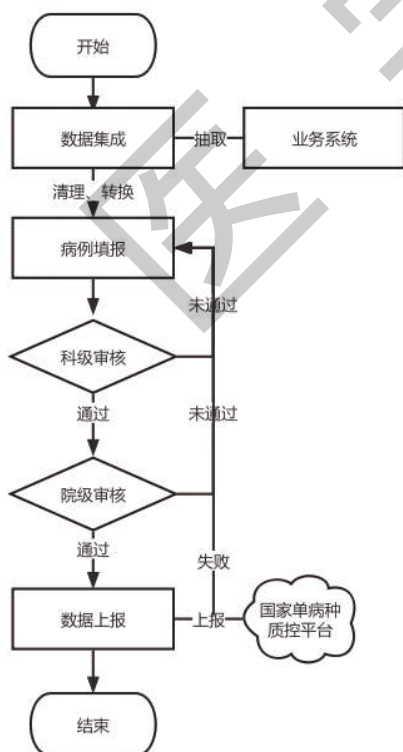 开始
数据集成
抽取
业务系统
清理、转换
病例填报
未通过
科级审核
通过
未通过
院级审核
通过
失败
数据上报
上报
国家单病种
质控平台
结束
医